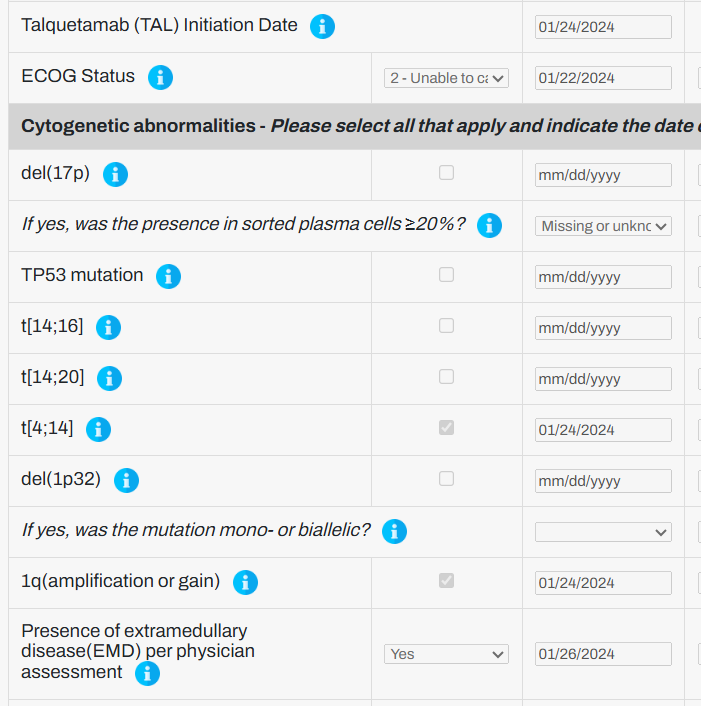 Talquetamab (TAL) Initiation Date 01/24/2024
ECOG Status 2 - Unable to ca 01/22/2024
Cytogenetic abnormalities - Please select all that apply and indicate the date
del(17p) mm/dd/yyyy
If yes, was the presence in sorted plasma cells ≥20%? Missing or unknc
TP53 mutation mm/dd/yyyy
t[14;16] mm/dd/yyyy
t[14;20] mm/dd/yyyy
t[4;14] 01/24/2024
del(1p32) mm/dd/yyyy
If yes, was the mutation mono- or biallelic?
1q(amplification or gain) 01/24/2024
Presence of extramedullary
disease(EMD) per physician Yes 01/26/2024
assessment